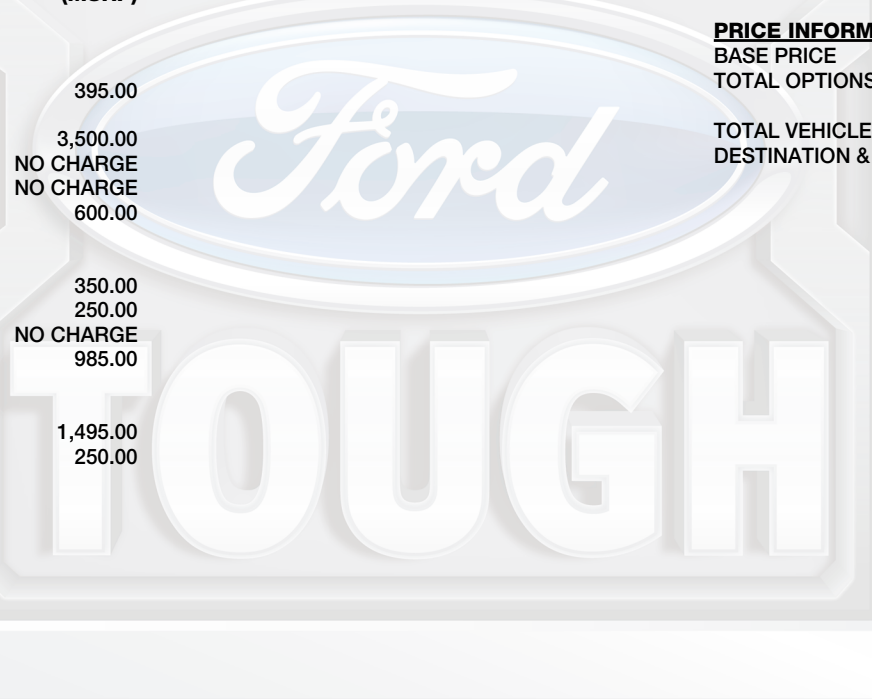 395.00
3,500.00
NO CHARGE
NO CHARGE
600.00
350.00
250.00
NO CHARGE
985.00
1,495.00
250.00
PRICE INFORM
BASE PRICE
TOTAL OPTIONS
TOTAL VEHICLE
DESTINATION &
Ford
TOUGH